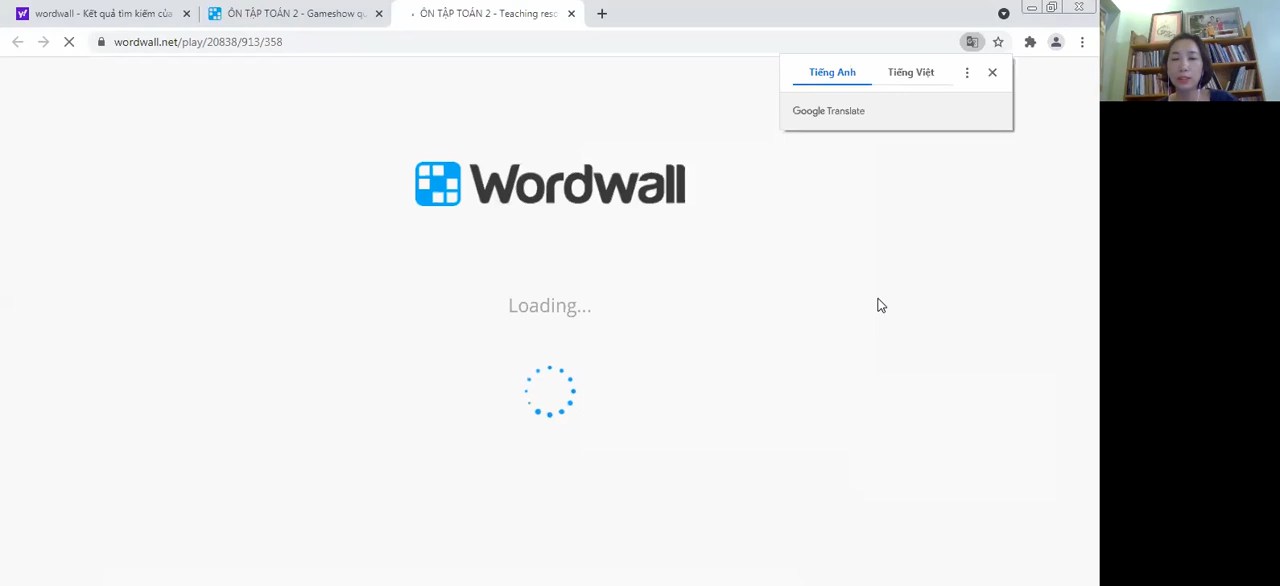 wordwall - Kết quả tìm kiếm của
ÔN TẬP TOÁN 2 - Gameshow qu
ÔN TẬP TOÁN 2 - Teaching reso
wordwall.net/play/20838/913/358
Tiếng Anh
Tiếng Việt
Google Translate
Wordwall
Loading...